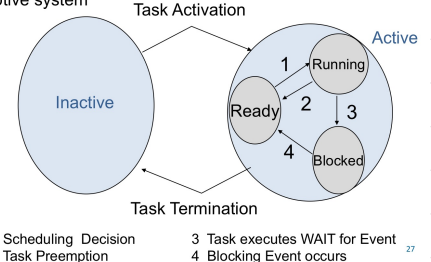 tive system
Task Activation
Active
Inactive
1
Running
Ready
2
3
4
Blocked
Task Termination
Scheduling Decision
3 Task executes WAIT for Event
Task Preemption
4 Blocking Event occurs
27